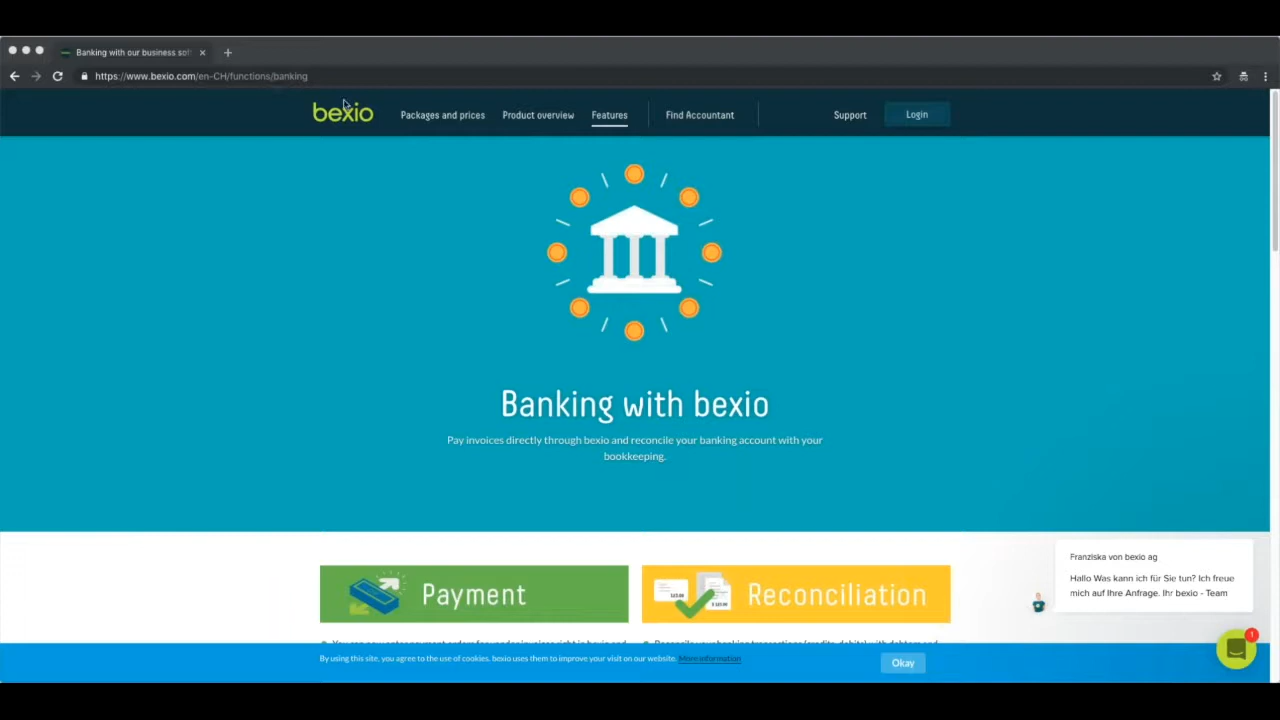 Banking with our business sof
https://www.bexio.com/en-CH/functions/banking
bexio
Packages and prices
Product overview
Features
Find Accountant
Support
Login
Banking with bexio
Pay invoices directly through bexio and reconcile your banking account with your
bookkeeping.
Payment
Reconciliation
Franziska von bexio ag
Hallo Was kann ich für Sie tun? Ich freue
mich auf Ihre Anfrage. Ihr bexio - Team
1
By using this site, you agree to the use of cookies. bexio uses them to improve your visit on our website. More information
Okay